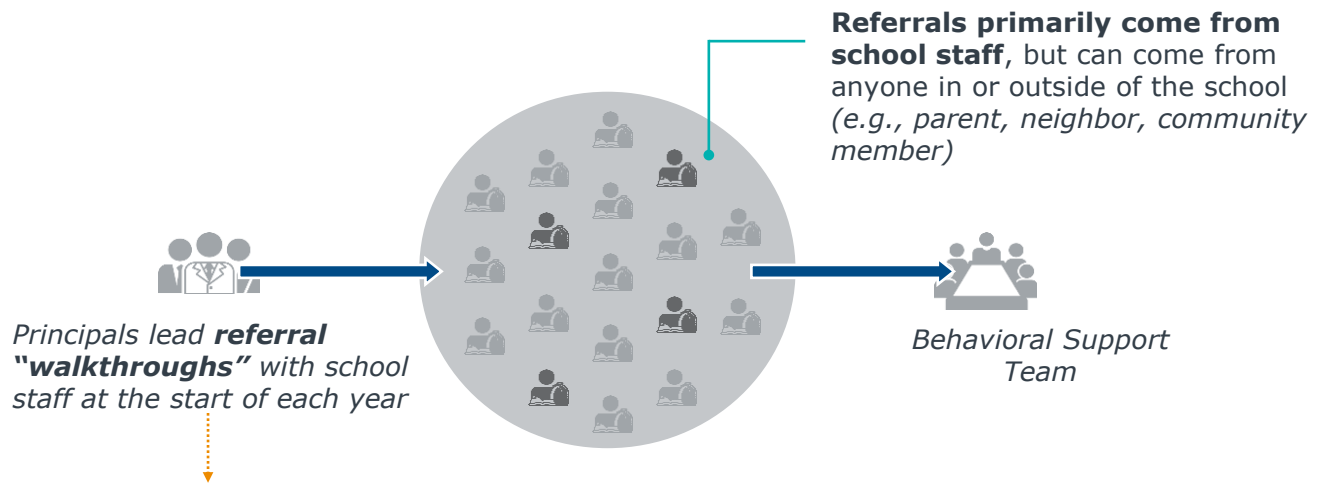 Referrals primarily come from
school staff, but can come from
anyone in or outside of the school
(e.g., parent, neighbor, community
member)
Principals lead referral
“walkthroughs” with school
staff at the start of each year
Behavioral Support
Team